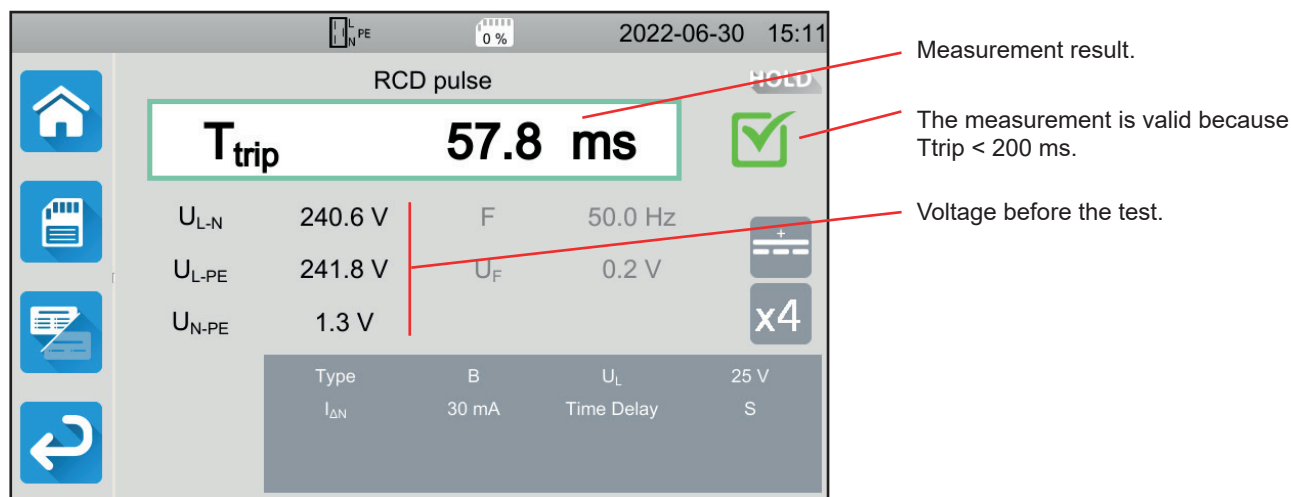 L N PE 0 % 2022-06-30 15:11
RCD pulse HOLD
Measurement result.
Ttrip 57.8 ms
The measurement is valid because
Ttrip < 200 ms.
UL-N 240.6 V F 50.0 Hz
Voltage before the test.
UL-PE 241.8 V UF 0.2 V
UN-PE 1.3 V x4
Type B UL 25 V
IΔN 30 mA Time Delay S